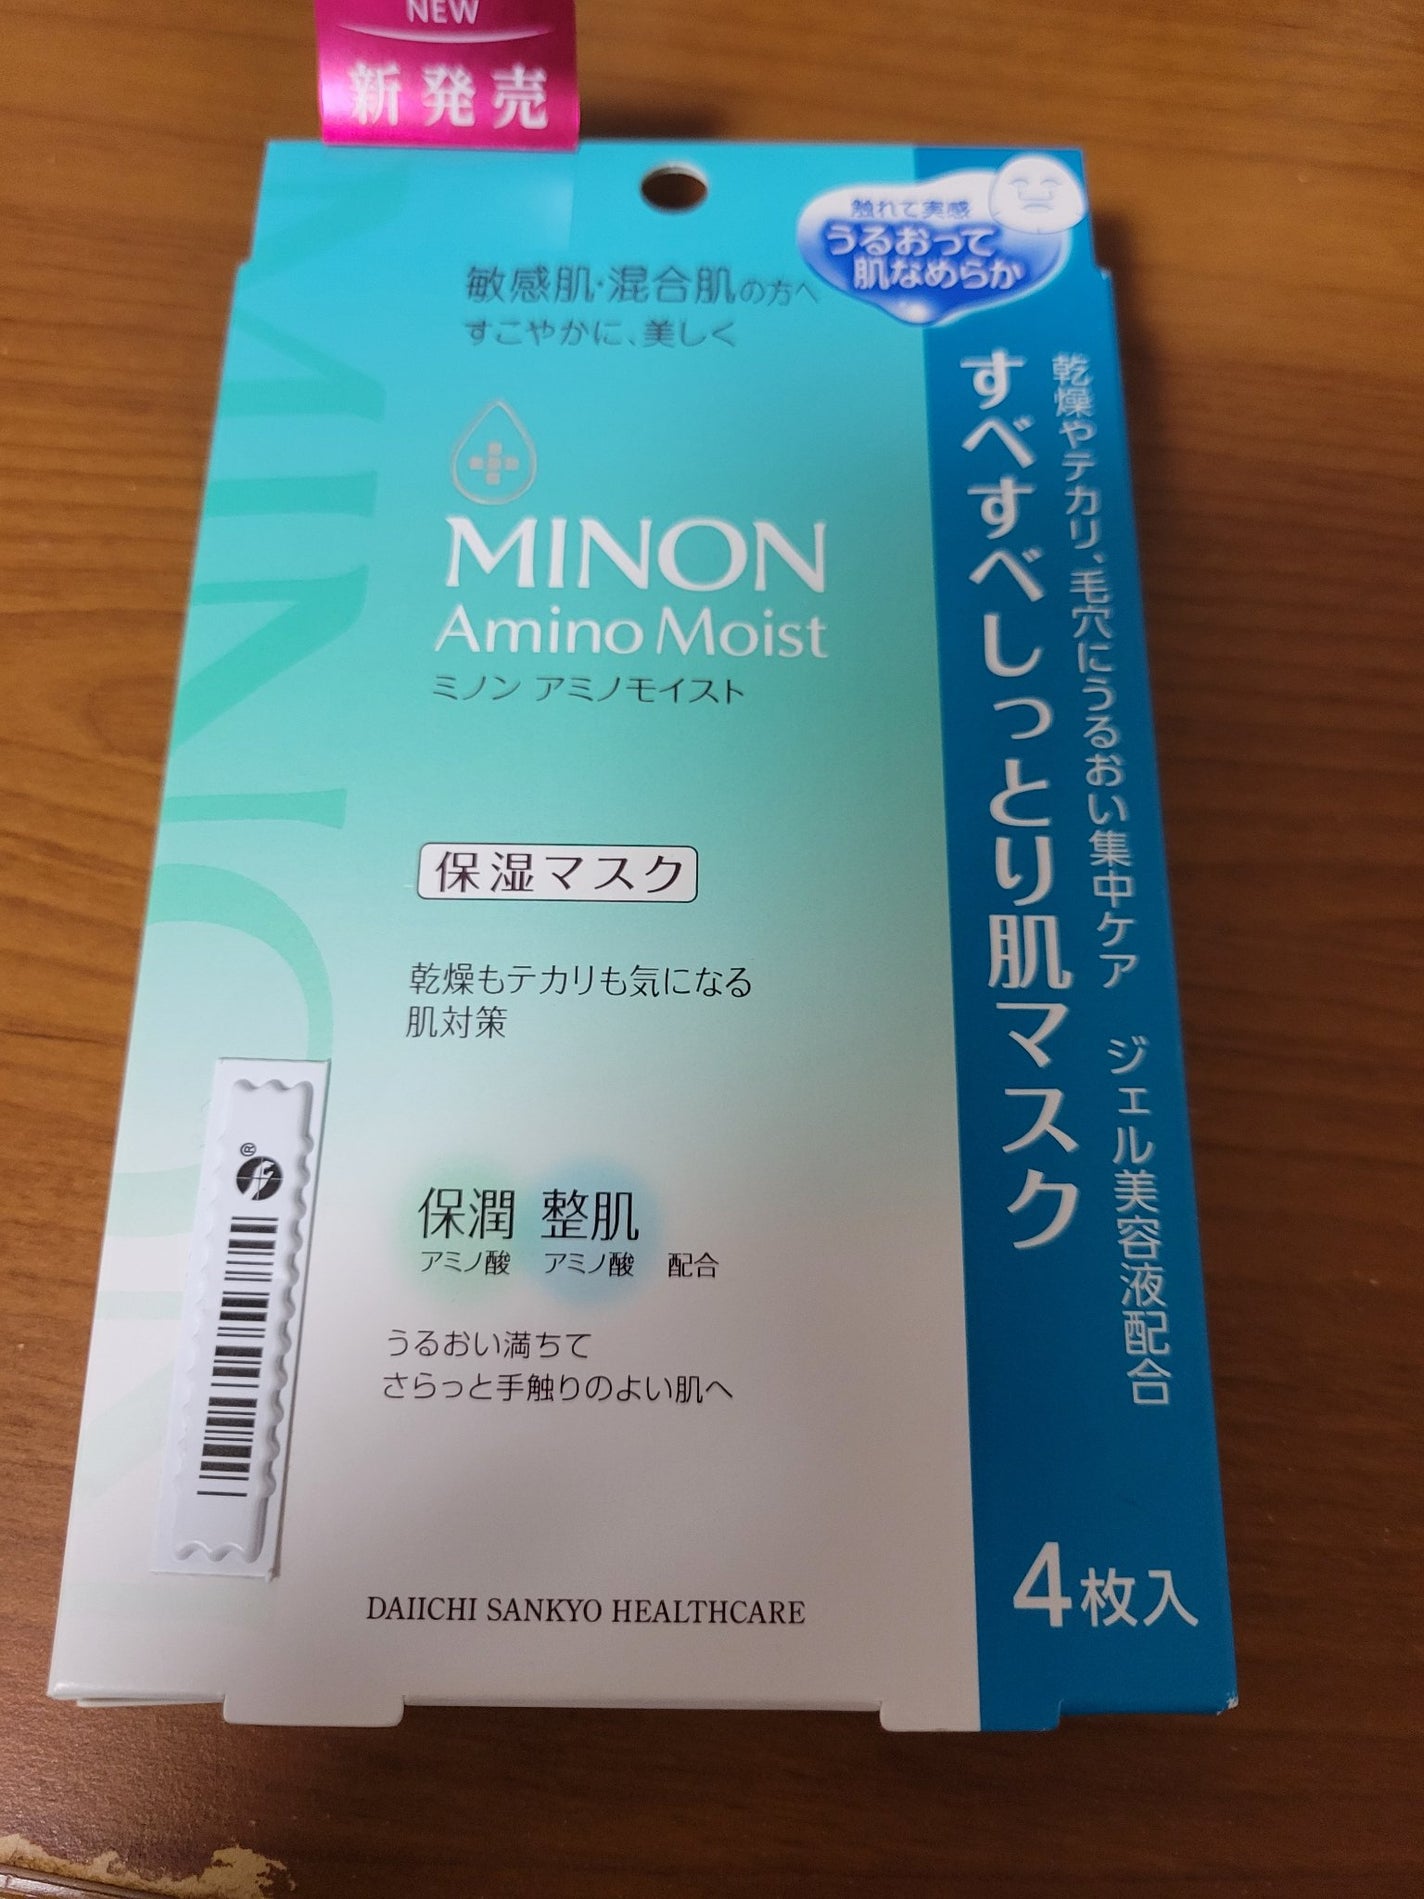 NEW
新発売
触れて実感
うるおって
肌なめらか
敏感肌・混合肌の方へ
すこやかに、美しく
MINON
Amino Moist
ミノン アミノモイスト
保湿マスク
乾燥もテカリも気になる
肌対策
保潤 整肌
アミノ酸 アミノ酸 配合
うるおい満ちて
さらっと手触りのよい肌へ
DAIICHI SANKYO HEALTHCARE
乾燥やテカリ、毛穴にうるおい集中ケア ジェル美容液配合
すべすべしっとり肌マスク
4枚入
MINON
®